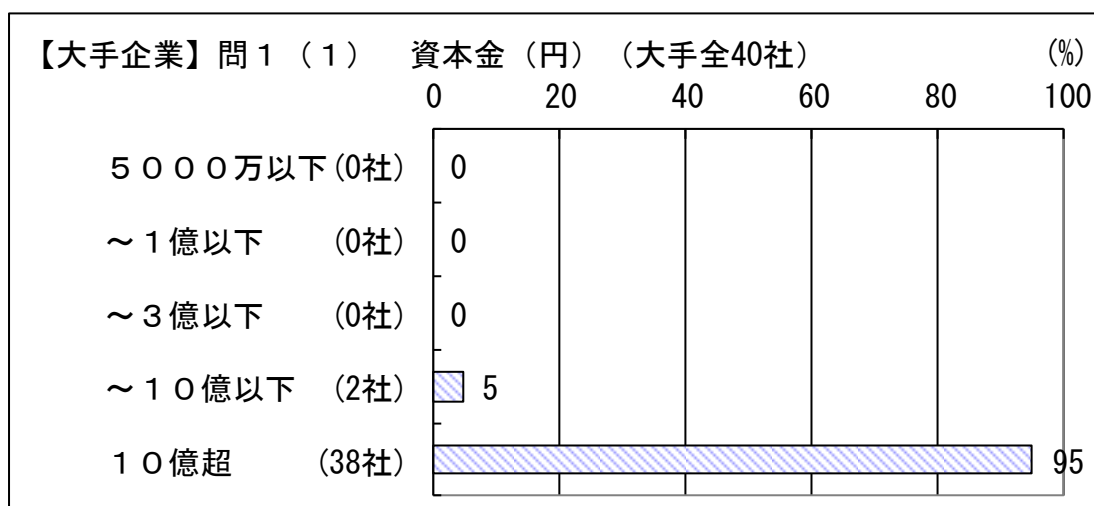 【大手企業】問１（１）　資本金（円）（大手全40社） (%)
0 20 40 60 80 100
５０００万以下(0社) 0
～１億以下 (0社) 0
～３億以下 (0社) 0
～１０億以下 (2社) 5
１０億超 (38社) 95